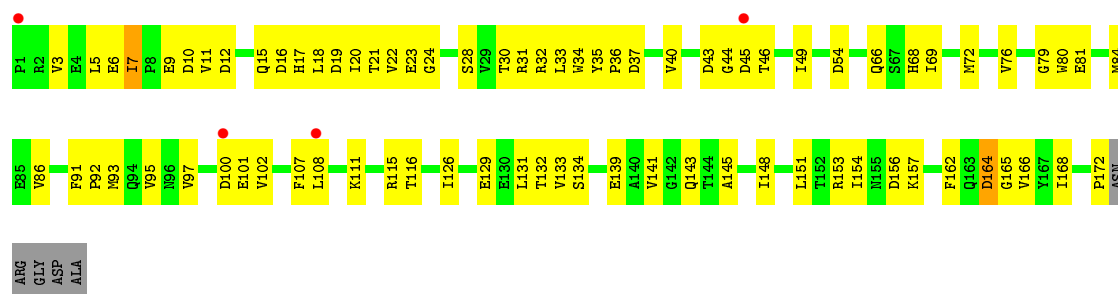 P1 R2 V3 E4 L5 E6 I7 P8 E9 D10 V11 D12 Q15 D16 H17 L18 D19 I20 T21 V22 E23 G24 S28 V29 T30 R31 R32 L33 W34 Y35 P36 D37 V40 D43 G44 D45 T46 I49 D54 Q66 S67 H68 I69 M72 V76 G79 W80 E81 M84
E85 V86 F91 P92 M93 Q94 V95 N96 V97 D100 E101 V102 F107 L108 K111 R115 T116 I126 E129 E130 L131 T132 V133 S134 E139 A140 V141 G142 Q143 T144 A145 I148 L151 T152 R153 I154 N155 D156 K157 F162 Q163 D164 G165 V166 Y167 I168 P172 ASN
ARG GLY ASP ALA